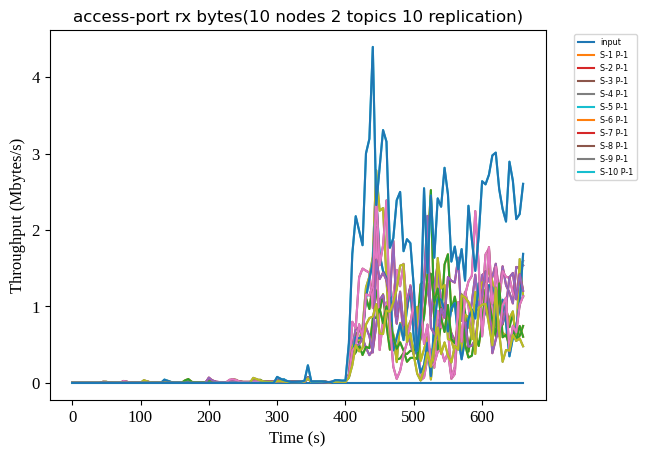 access-port rx bytes(10 nodes 2 topics 10 replication)
input
S-1 P-1
S-2 P-1
S-3 P-1
S-4 P-1
S-5 P-1
S-6 P-1
S-7 P-1
S-8 P-1
S-9 P-1
S-10 P-1
Throughput (Mbytes/s)
4
3
2
1
0
0 100 200 300 400 500 600
Time (s)